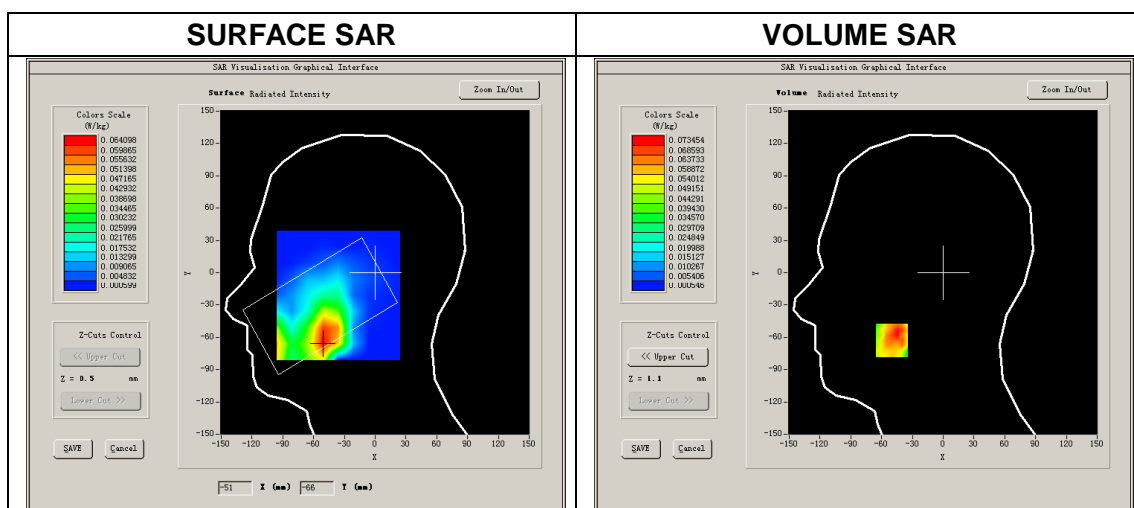 SURFACE SAR
VOLUME SAR
SAR Visualisation Graphical Interface
Surface Radiated Intensity
Zoom In/Out
Colors Scale
(W/kg)
0.064098
0.059865
0.055632
0.051398
0.047165
0.042932
0.038698
0.034465
0.030232
0.025999
0.021765
0.017532
0.013299
0.009065
0.004832
0.000599
150
120
90
60
30
0
-30
-60
-90
-120
-150
Y
-150 -120 -90 -60 -30 0 30 60 90 120 150
X
Z-Cuts Control
<< Upper Cut
Z = 0.5 mm
Lower Cut >>
SAVE Cancel
-51 X (mm) -66 Y (mm)
SAR Visualisation Graphical Interface
Volume Radiated Intensity
Zoom In/Out
Colors Scale
(W/kg)
0.073454
0.068593
0.063733
0.058872
0.054012
0.049151
0.044291
0.039430
0.034570
0.029709
0.024849
0.019988
0.015127
0.010267
0.005406
0.000546
150
120
90
60
30
0
-30
-60
-90
-120
-150
Y
-150 -120 -90 -60 -30 0 30 60 90 120 150
X
Z-Cuts Control
<< Upper Cut
Z = 1.1 mm
Lower Cut >>
SAVE Cancel